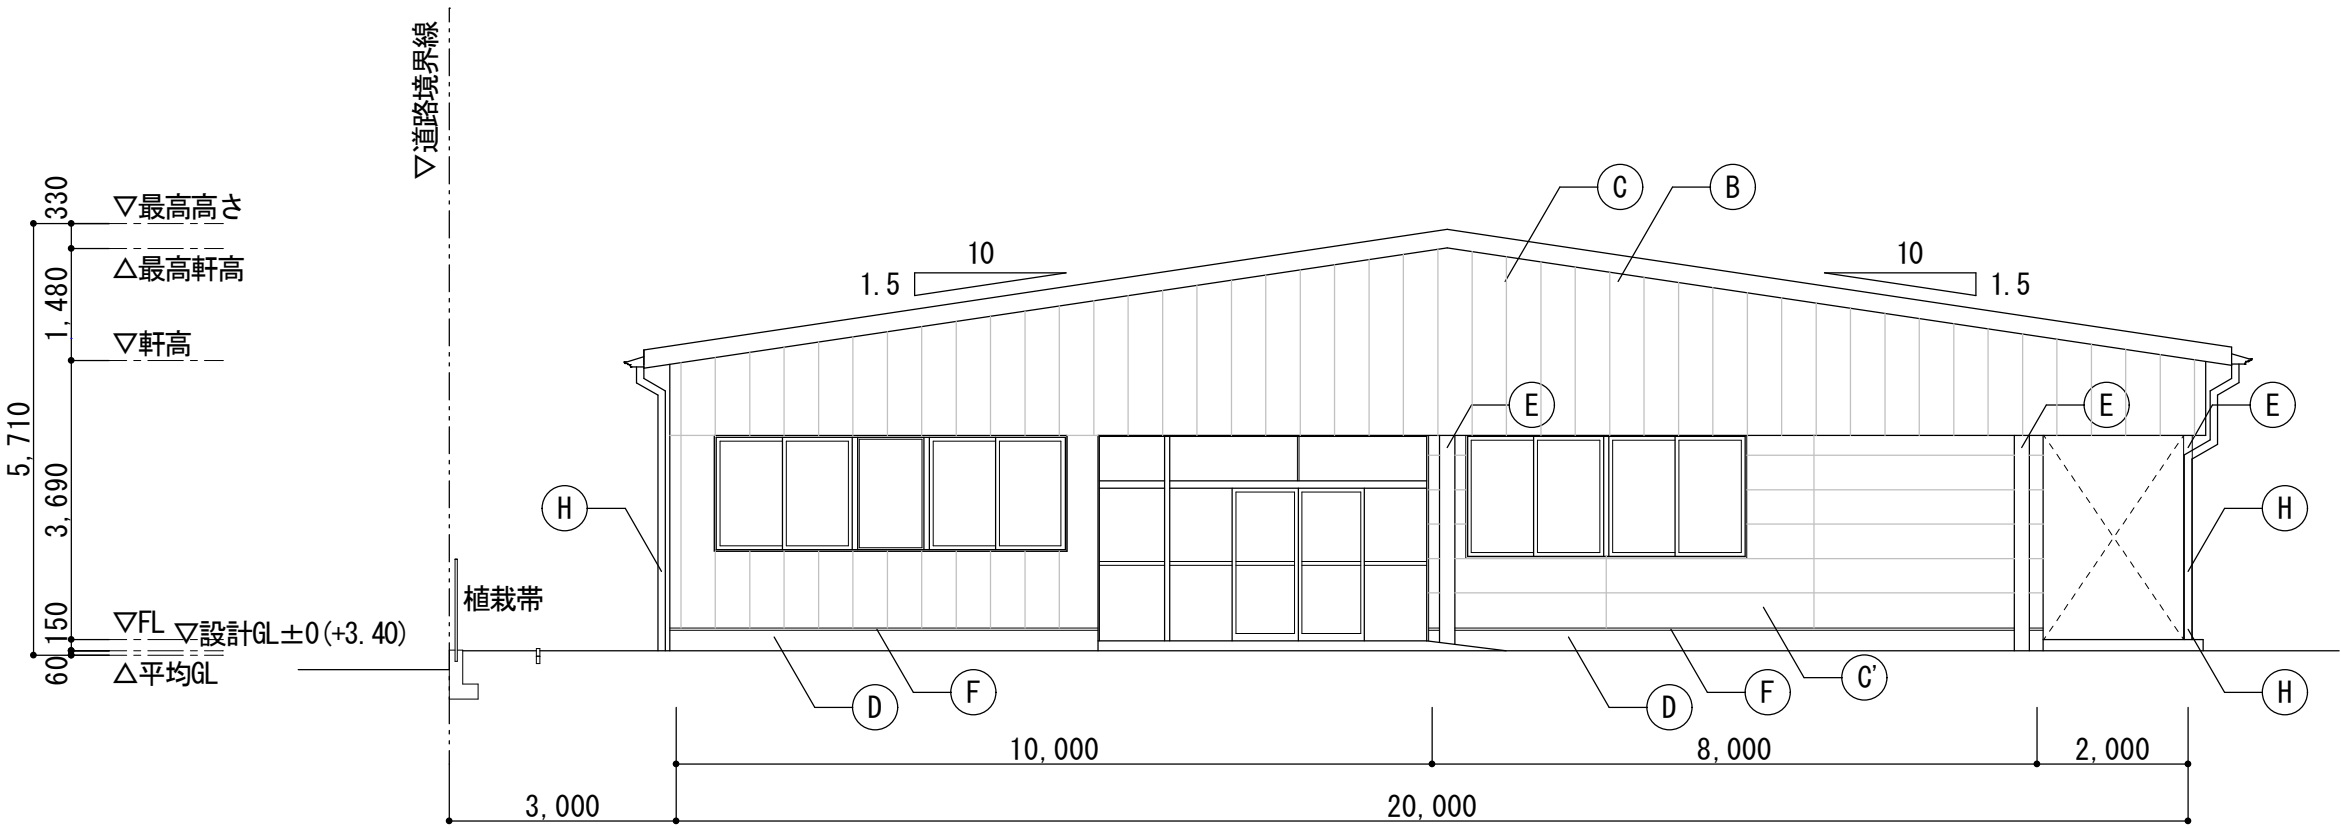 ▽道路境界線
330
▽最高高さ
△最高軒高
1,480
▽軒高
5,710
3,690
150
▽FL
▽設計GL±0(+3.40)
60
△平均GL
植栽帯
10
1.5
10
1.5
C
B
E
E
E
H
H
H
D
F
D
F
C'
10,000
8,000
2,000
3,000
20,000